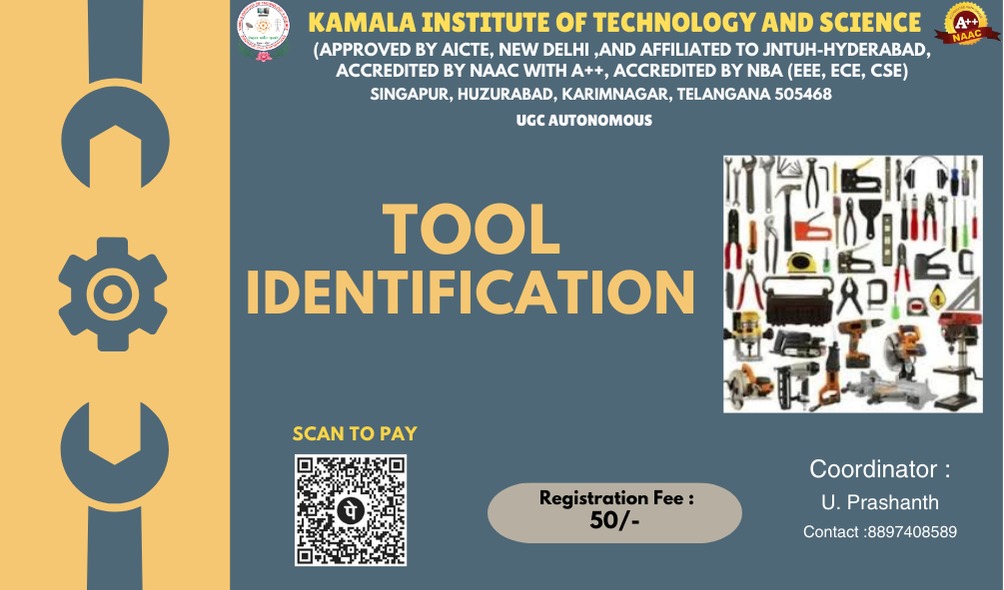 KAMALA INSTITUTE OF TECHNOLOGY AND SCIENCE
(APPROVED BY AICTE, NEW DELHI ,AND AFFILIATED TO JNTUH-HYDERABAD,
ACCREDITED BY NAAC WITH A++, ACCREDITED BY NBA (EEE, ECE, CSE)
SINGAPUR, HUZURABAD, KARIMNAGAR, TELANGANA 505468
UGC AUTONOMOUS
A++
NAAC
TOOL
IDENTIFICATION
SCAN TO PAY
पे
Registration Fee :
50/-
Coordinator :
U. Prashanth
Contact :8897408589